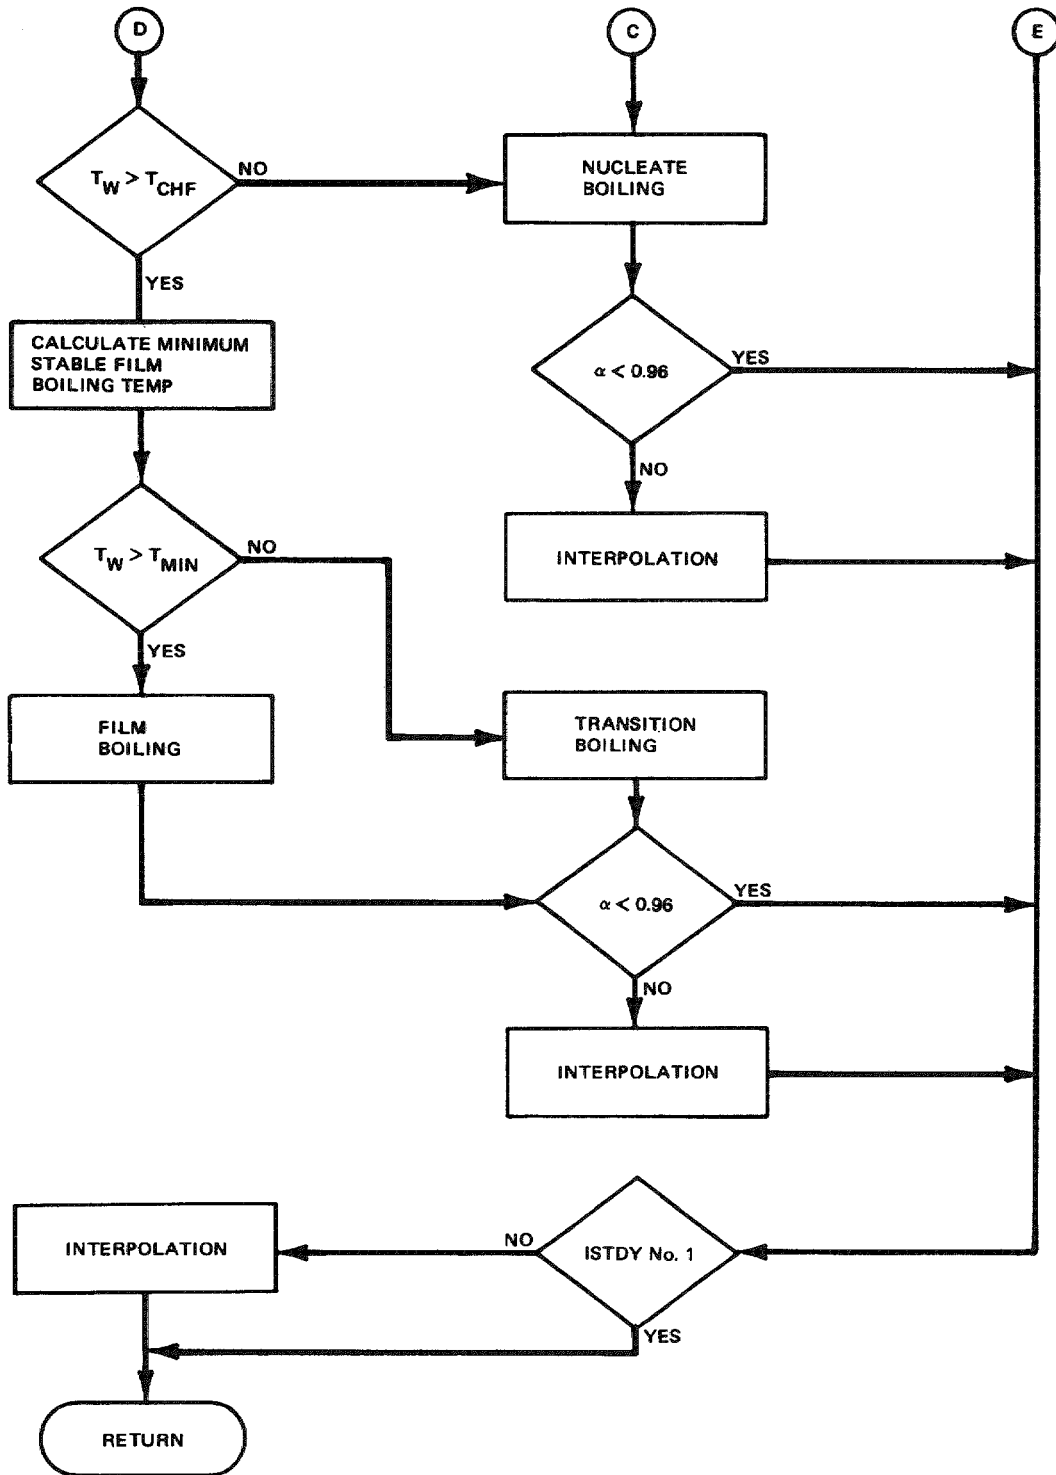 D
C
E
T_W > T_CHF
NO
NUCLEATE
BOILING
YES
CALCULATE MINIMUM
STABLE FILM
BOILING TEMP
α < 0.96
YES
NO
T_W > T_MIN
NO
INTERPOLATION
YES
FILM
BOILING
TRANSITION
BOILING
α < 0.96
YES
NO
INTERPOLATION
INTERPOLATION
NO
ISTDY No. 1
YES
RETURN